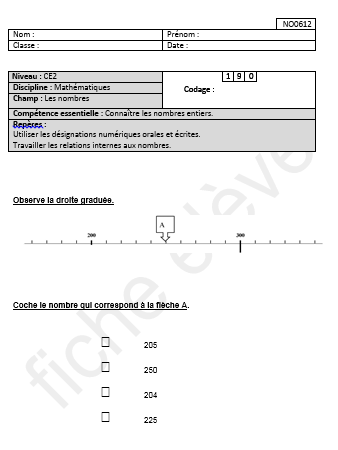 NO0612
Nom : Prénom :
Classe : Date :
Niveau : CE2 1 9 0
Discipline : Mathématiques Codage :
Champ : Les nombres
Compétence essentielle : Connaître les nombres entiers.
Repères :
Utiliser les désignations numériques orales et écrites.
Travailler les relations internes aux nombres.
Observe la droite graduée.
A
200 300
Coche le nombre qui correspond à la flèche A.
205
250
204
225
fiche élève